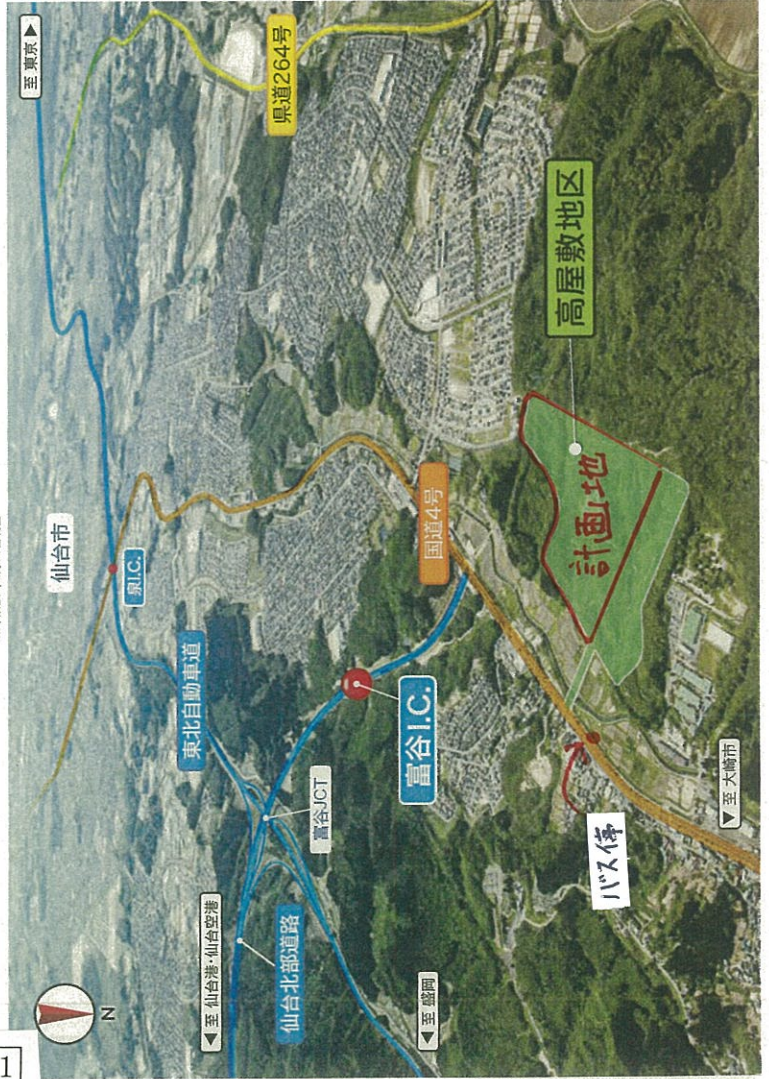 1
N
◀至 仙台港・仙台空港
仙台市
至 東京▶
泉I.C.
東北自動車道
県道264号
仙台北部道路
富谷JCT
富谷I.C.
国道4号
◀至 盛岡
高屋敷地区
計画地
バス停
▼至 大崎市